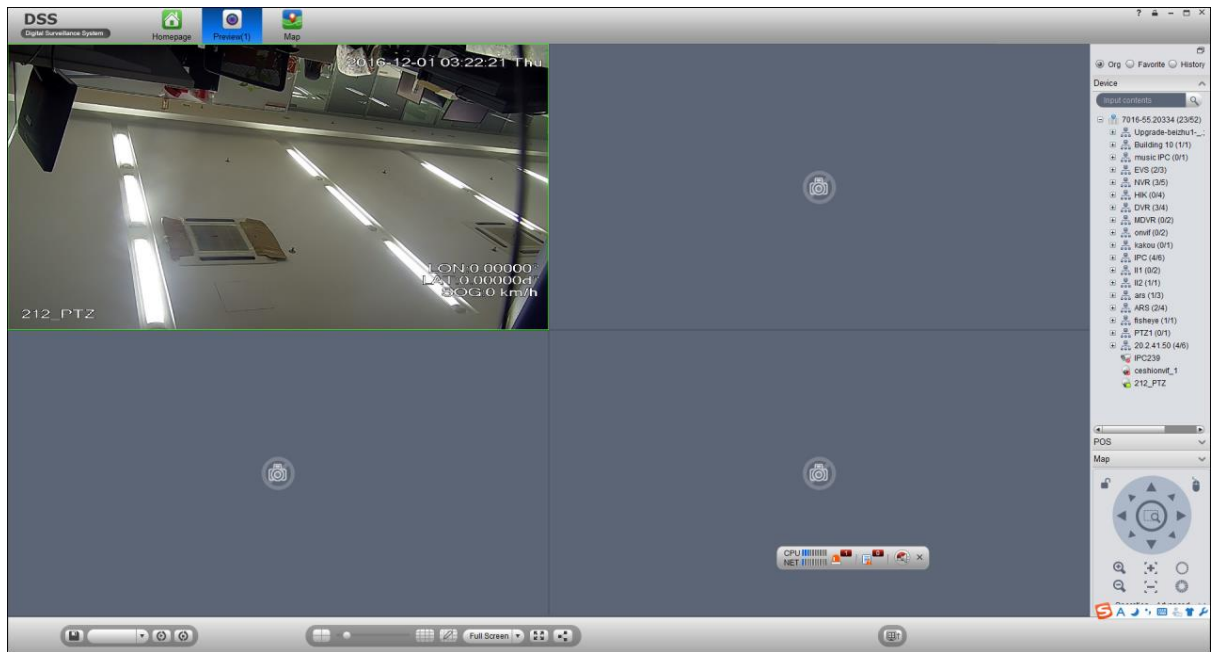 DSS
Digital Surveillance System
Homepage
Preview(1)
Map
? 
2016-12-01 03:22:21 Thu
LON:0.00000°
LAT:0.00000d°
SOG:0 km/h
212_PTZ
Org
Favorite
History
Device
Input contents
7016-55.20334 (23/52)
Upgrade-beizhu1-_.:
Building 10 (1/1)
music IPC (0/1)
EVS (2/3)
NVR (3/5)
HIK (0/4)
DVR (3/4)
MDVR (0/2)
onvif (0/2)
kakou (0/1)
IPC (4/6)
II1 (0/2)
II2 (1/1)
ars (1/3)
ARS (2/4)
fisheye (1/1)
PTZ1 (0/1)
20.2.41.50 (4/6)
IPC239
ceshionvif_1
212_PTZ
POS
Map
CPU
1
0
NET
Full Screen